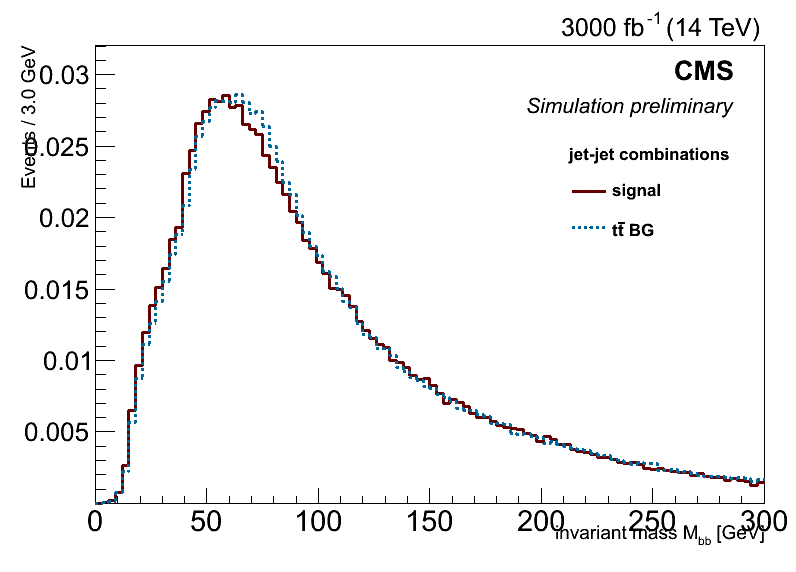 3000 fb-1 (14 TeV)
CMS
Simulation preliminary
jet-jet combinations
signal
tt̄ BG
Events / 3.0 GeV
0.03
0.025
0.02
0.015
0.01
0.005
0 50 100 150 200 250 300
invariant mass Mbb [GeV]